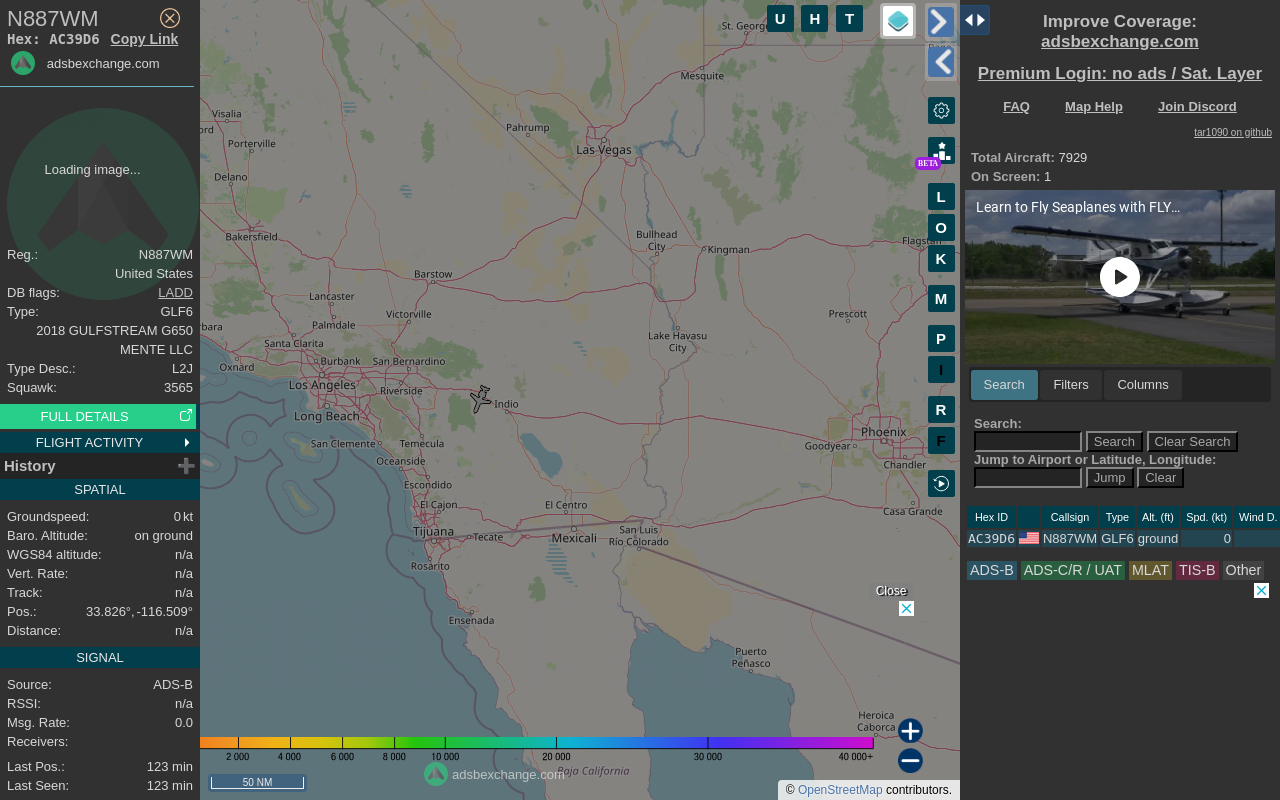 N887WM
Hex: AC39D6 Copy Link
adsbexchange.com
Loading image...
Reg.: N887WM
United States
DB flags: LADD
Type: GLF6
2018 GULFSTREAM G650
MENTE LLC
Type Desc.: L2J
Squawk: 3565
FULL DETAILS
FLIGHT ACTIVITY
History
SPATIAL
Groundspeed: 0 kt
Baro. Altitude: on ground
WGS84 altitude: n/a
Vert. Rate: n/a
Track: n/a
Pos.: 33.826°, -116.509°
Distance: n/a
SIGNAL
Source: ADS-B
RSSI: n/a
Msg. Rate: 0.0
Receivers:
Last Pos.: 123 min
Last Seen: 123 min
U H T
St. George
Mesquite
Visalia
ord
Porterville
Delano
Pahrump
Las Vegas
BETA
L
O
K
M
P
I
R
F
Bakersfield
Bullhead City
Kingman
Flagstaff
Barstow
Lancaster
Victorville
Prescott
Palmdale
bara
Lake Havasu City
Santa Clarita
Oxnard
Burbank
San Bernardino
Los Angeles
Riverside
Indio
Long Beach
Phoenix
San Clemente
Temecula
Goodyear
Oceanside
Chandler
Escondido
El Cajon
El Centro
Casa Grande
Tijuana
Tecate
Mexicali
San Luis Río Colorado
Rosarito
Close
Ensenada
Puerto Peñasco
Heroica Caborca
2 000 4 000 6 000 8 000 10 000 20 000 30 000 40 000+
adsbexchange.com
Baja California
50 NM
© OpenStreetMap contributors.
Improve Coverage:
adsbexchange.com
Premium Login: no ads / Sat. Layer
FAQ Map Help Join Discord
tar1090 on github
Total Aircraft: 7929
On Screen: 1
Learn to Fly Seaplanes with FLY...
Search Filters Columns
Search:
Search Clear Search
Jump to Airport or Latitude, Longitude:
Jump Clear
Hex ID Callsign Type Alt. (ft) Spd. (kt) Wind D.
AC39D6 N887WM GLF6 ground 0
ADS-B ADS-C/R / UAT MLAT TIS-B Other